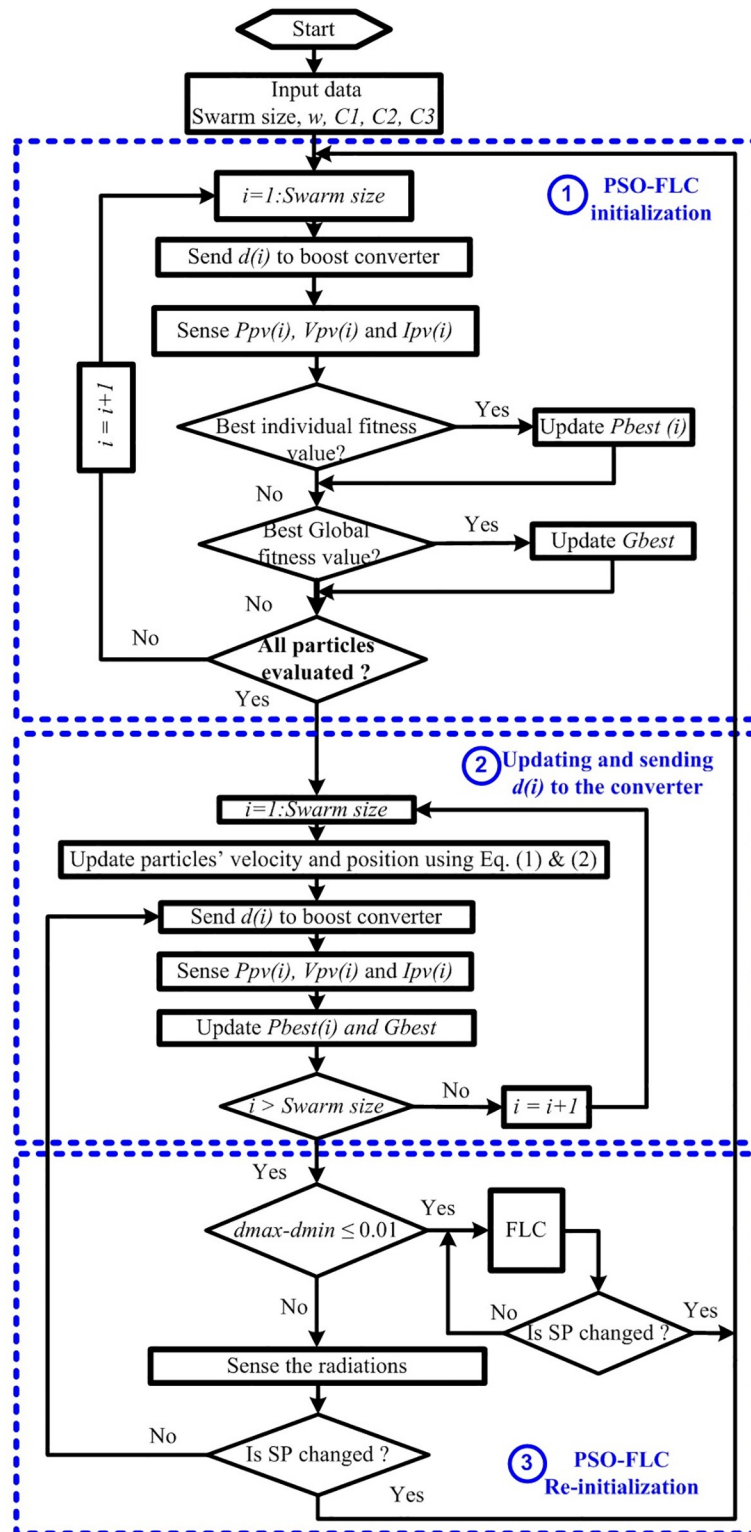 Start
Input data
Swarm size, w, C1, C2, C3
1
PSO-FLC
initialization
i=1:Swarm size
Send d(i) to boost converter
Sense Ppv(i), Vpv(i) and Ipv(i)
i = i+1
Best individual fitness
value?
Yes
Update Pbest (i)
No
Best Global
fitness value?
Yes
Update Gbest
No
All particles
evaluated ?
No
Yes
2
Updating and sending
d(i) to the converter
i=1:Swarm size
Update particles’ velocity and position using Eq. (1) & (2)
Send d(i) to boost converter
Sense Ppv(i), Vpv(i) and Ipv(i)
Update Pbest(i) and Gbest
i > Swarm size
No
i = i+1
Yes
dmax-dmin ≤ 0.01
Yes
FLC
No
Is SP changed ?
No
Yes
Sense the radiations
Is SP changed ?
No
Yes
3
PSO-FLC
Re-initialization